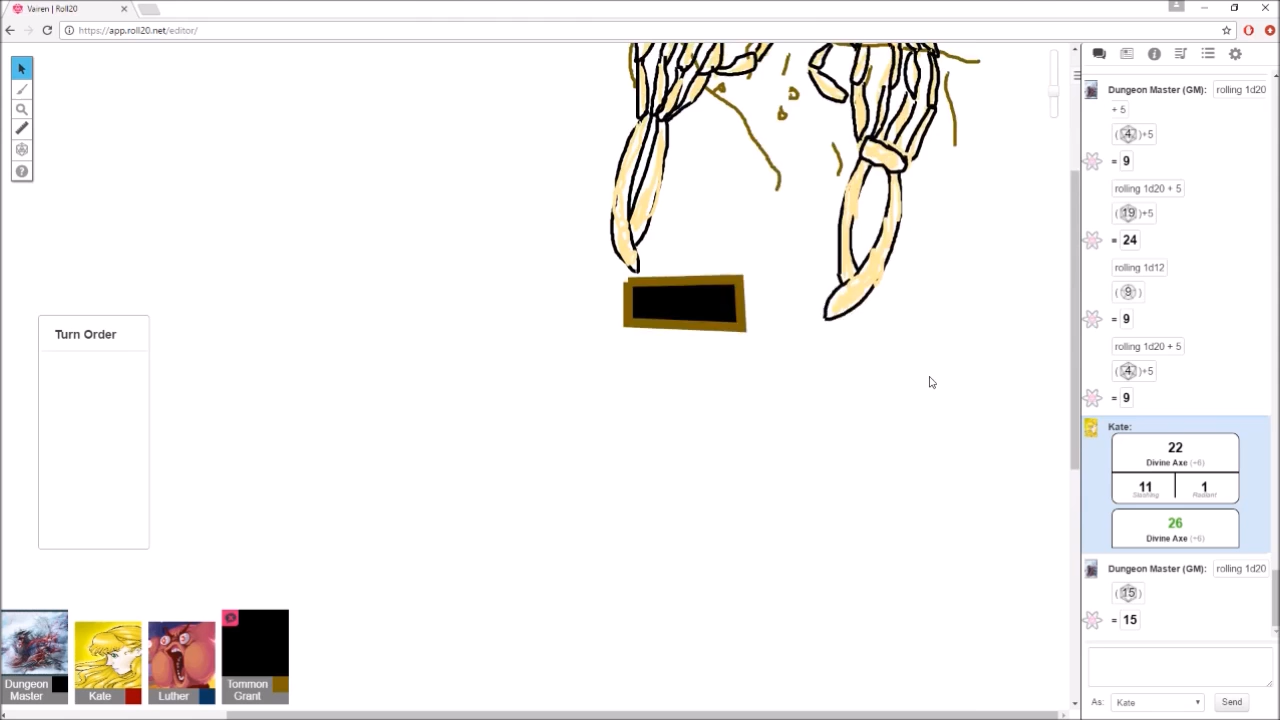 Vairen | Roll20
https://app.roll20.net/editor/
Turn Order
Dungeon Master (GM): rolling 1d20
+ 5
(4)+5
= 9
rolling 1d20 + 5
(19)+5
= 24
rolling 1d12
(9)
= 9
rolling 1d20 + 5
(4)+5
= 9
Kate:
22
Divine Axe (+6)
11 1
Slashing Radiant
26
Divine Axe (+6)
Dungeon Master (GM): rolling 1d20
(15)
= 15
As: Kate Send
Dungeon Master
Kate
Luther
Tommon Grant